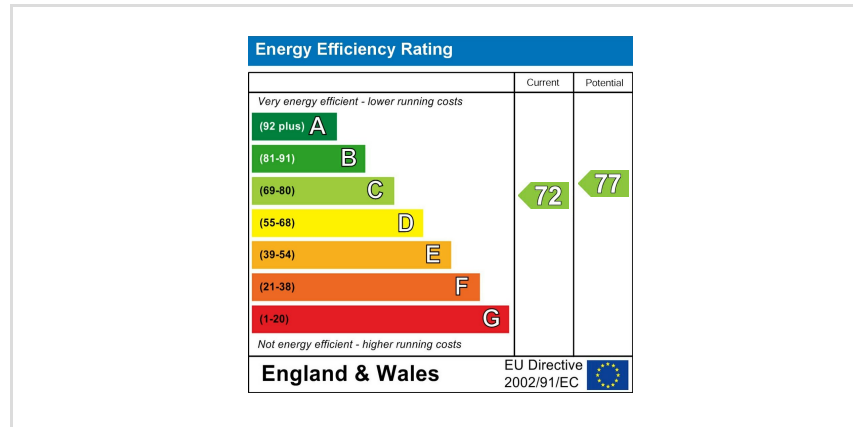 Energy Efficiency Rating
Current Potential
Very energy efficient - lower running costs
(92 plus) A
(81-91) B
(69-80) C
72 77
(55-68) D
(39-54) E
(21-38) F
(1-20) G
Not energy efficient - higher running costs
England & Wales
EU Directive
2002/91/EC